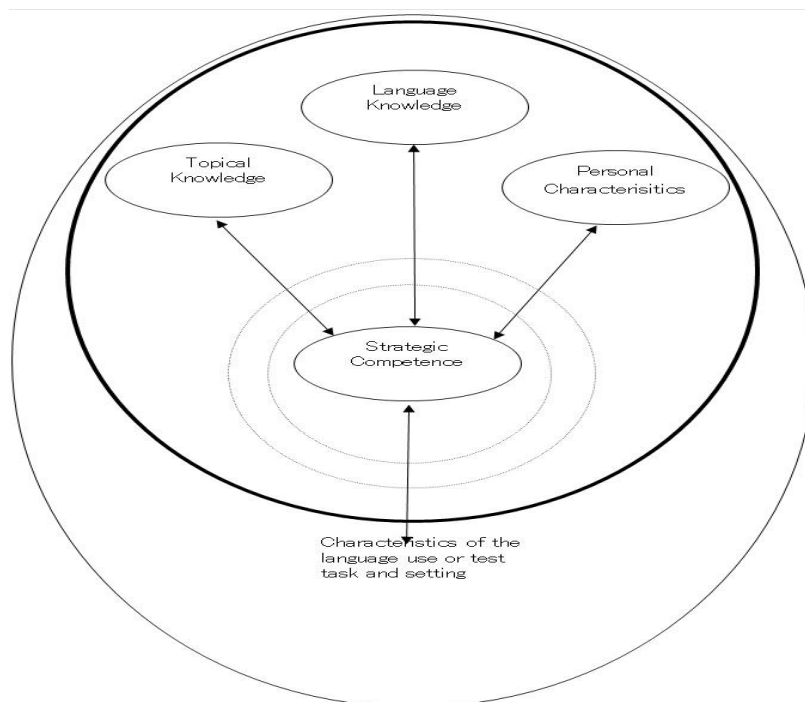 Language
Knowledge
Topical
Knowledge
Personal
Characterisitics
Strategic
Competence
Characteristics of the
language use or test
task and setting